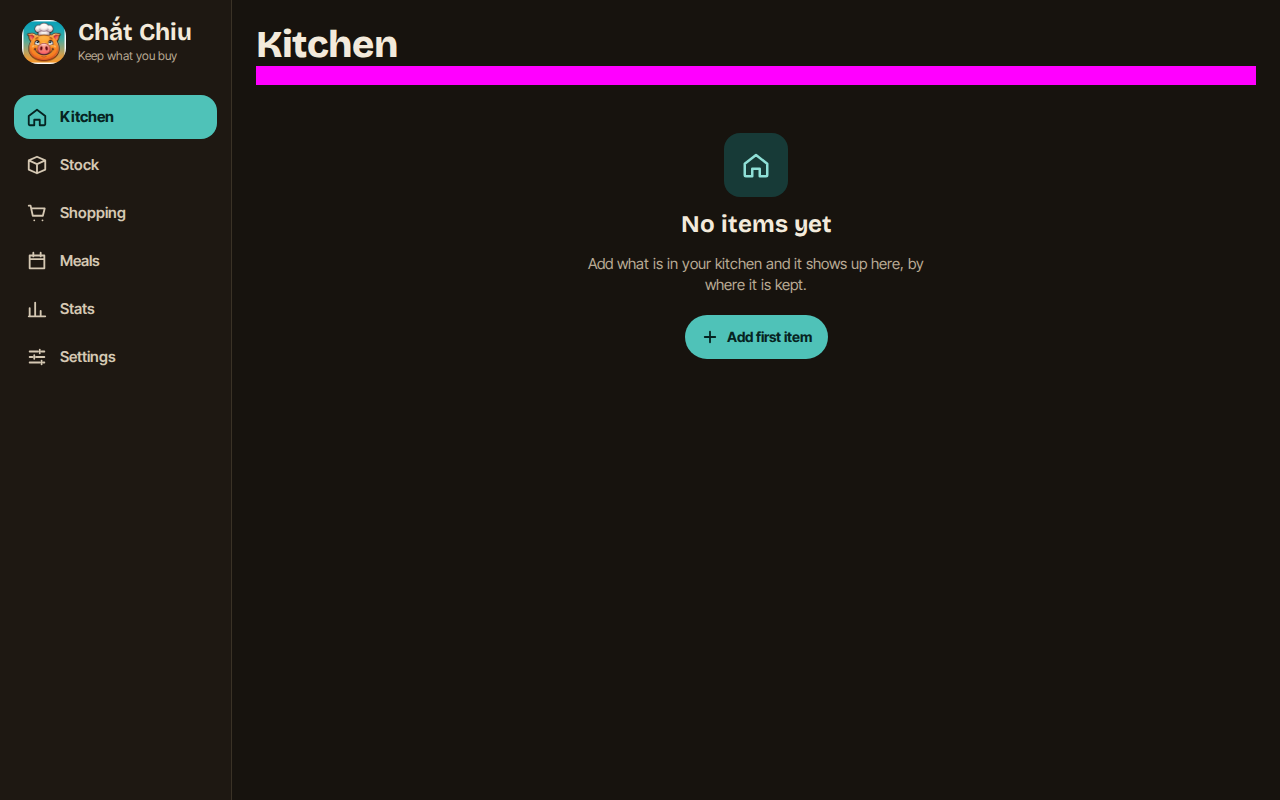 Chắt Chiu
Keep what you buy
Kitchen
Stock
Shopping
Meals
Stats
Settings
Kitchen
No items yet
Add what is in your kitchen and it shows up here, by
where it is kept.
Add first item